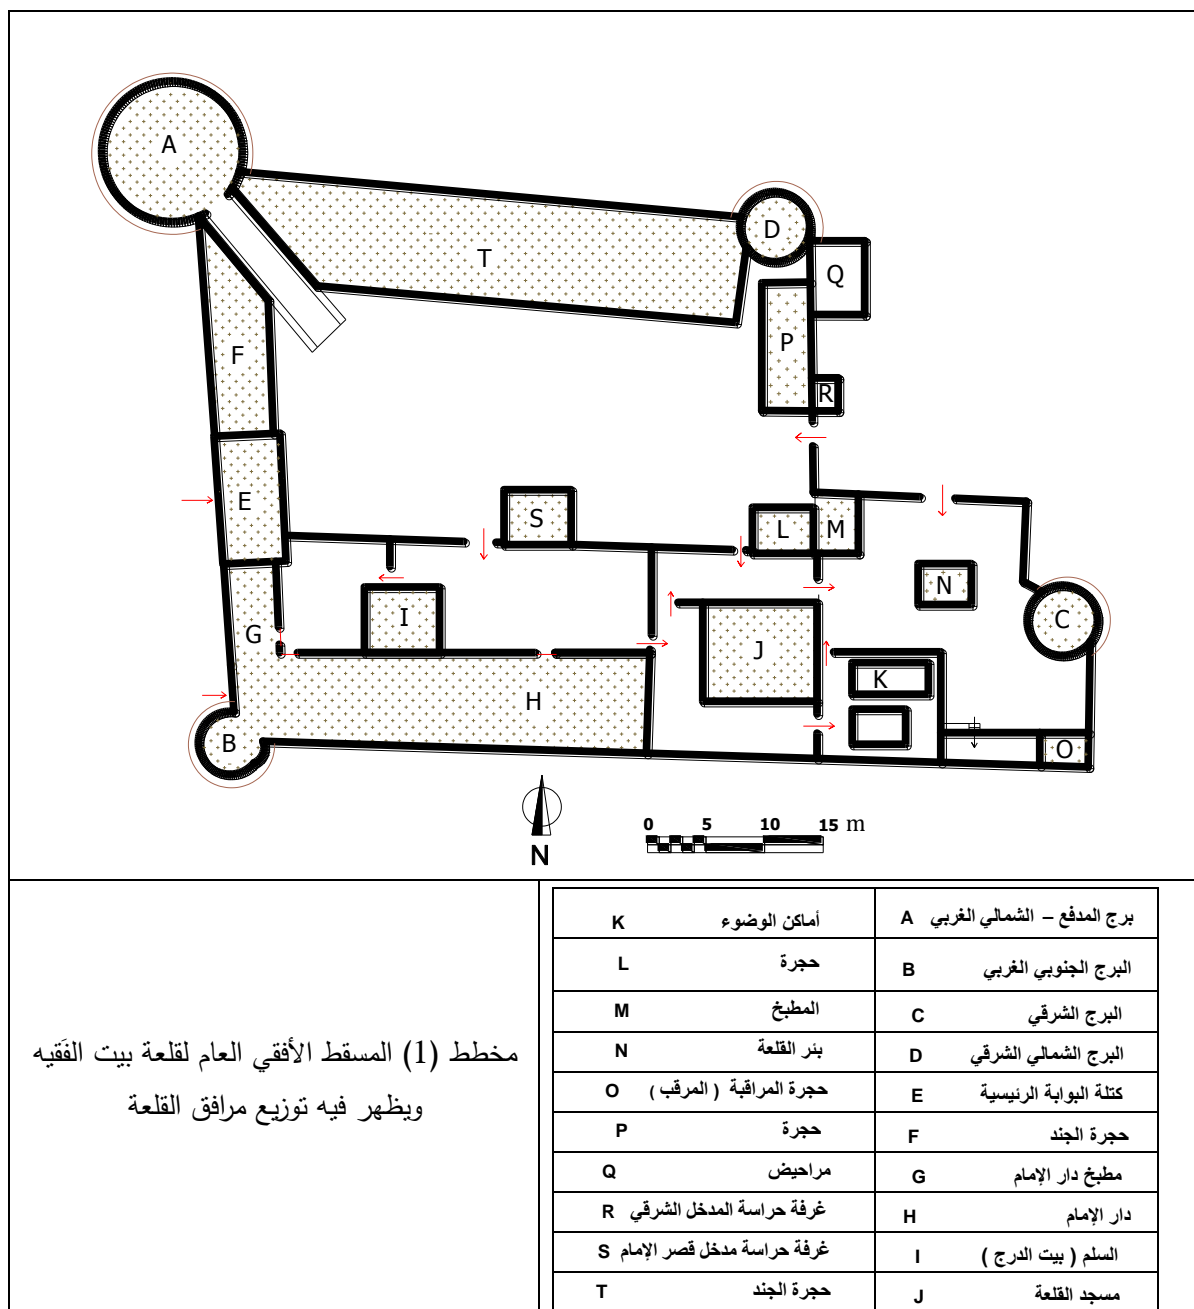 A
D
T
Q
P
F
R
E
S
L
M
N
I
C
G
J
K
H
B
O
0 5 10 15 m
N
برج المدفع – الشمالي الغربي A
أماكن الوضوء K
البرج الجنوبي الغربي B
حجرة L
البرج الشرقي C
المطبخ M
البرج الشمالي الشرقي D
بئر القلعة N
كتلة البوابة الرئيسية E
حجرة المراقبة ( المرقب ) O
حجرة الجند F
حجرة P
مطبخ دار الإمام G
مراحيض Q
دار الإمام H
غرفة حراسة المدخل الشرقي R
السلم ( بيت الدرج ) I
غرفة حراسة مدخل قصر الإمام S
مسجد القلعة J
حجرة الجند T
مخطط (1) المسقط الأفقي العام لقلعة بيت الفَقيه
ويظهر فيه توزيع مرافق القلعة